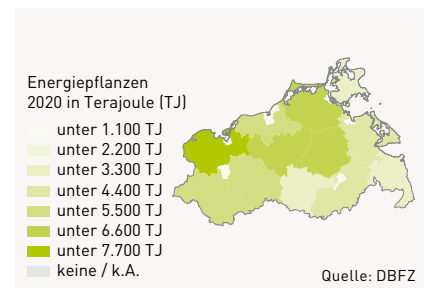 Energiepflanzen
2020 in Terajoule (TJ)
unter 1.100 TJ
unter 2.200 TJ
unter 3.300 TJ
unter 4.400 TJ
unter 5.500 TJ
unter 6.600 TJ
unter 7.700 TJ
keine / k.A.
Quelle: DBFZ